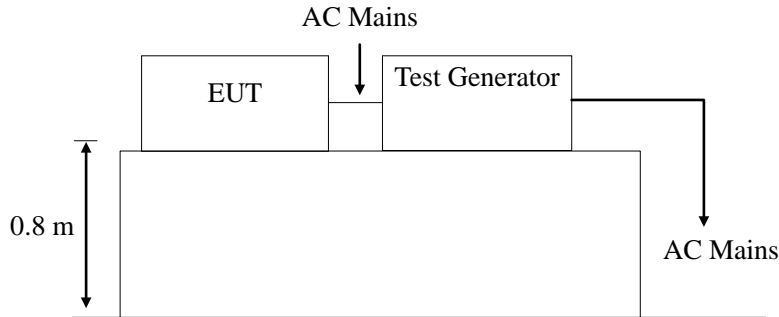 AC Mains
EUT
Test Generator
0.8 m
AC Mains